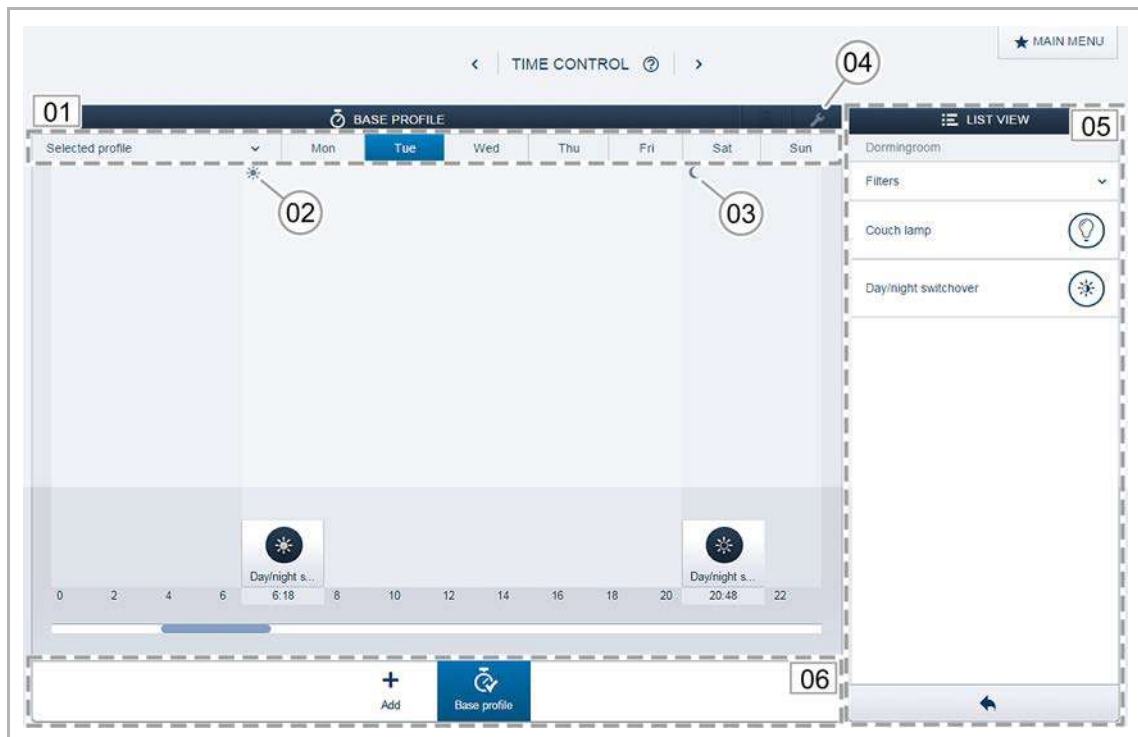 MAIN MENU
TIME CONTROL
04
01
BASE PROFILE
LIST VIEW
05
Selected profile
Mon
Tue
Wed
Thu
Fri
Sat
Sun
Dormingroom
Filters
02
03
Couch lamp
Day/night switchover
Day/night s...
Day/night s...
0
2
4
6
6:18
8
10
12
14
16
18
20
20:48
22
06
Add
Base profile